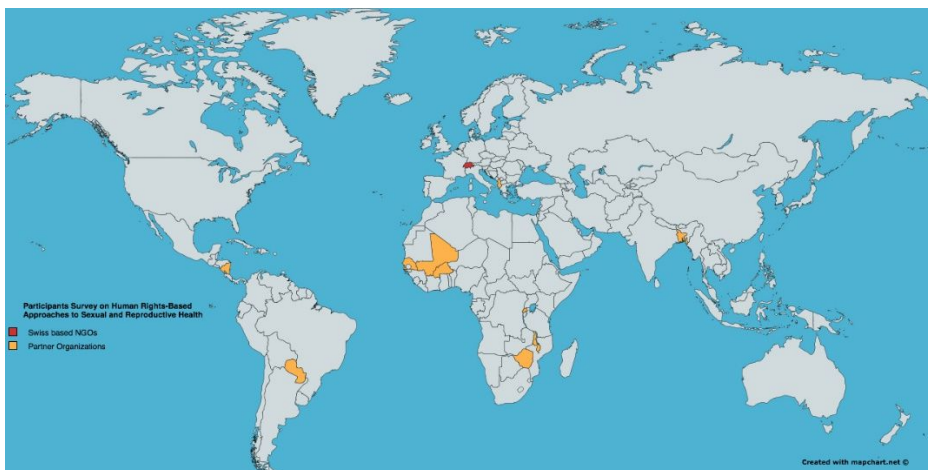 Participants Survey on Human Rights-Based
Approaches to Sexual and Reproductive Health
Swiss based NGOs
Partner Organizations
Created with mapchart.net ©